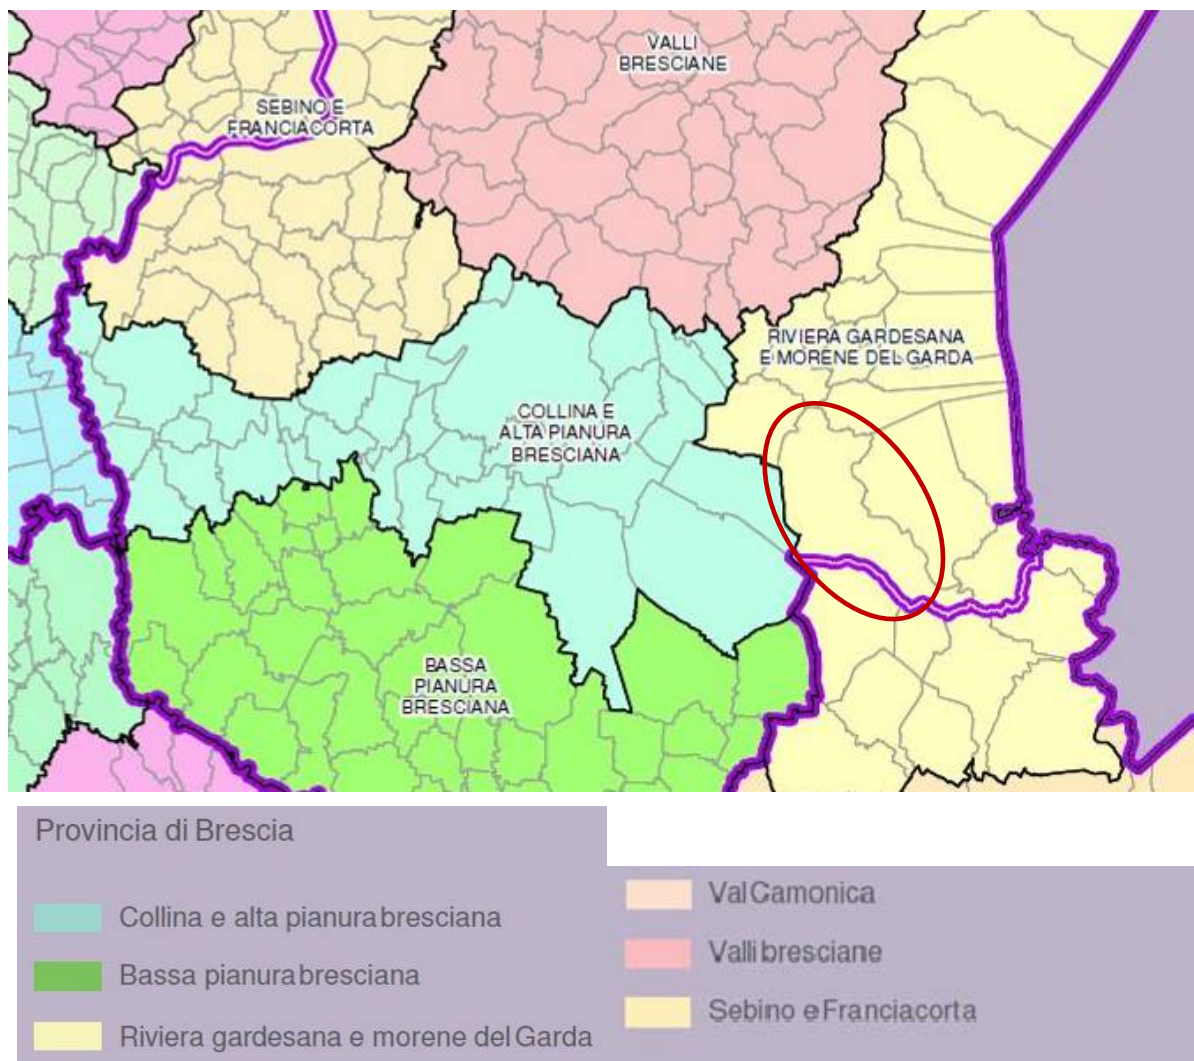 VALLI
BRESCIANE
SEBINO E
FRANCIACORTA
RIVIERA GARDESANA
E MORENE DEL GARDA
COLLINA E
ALTA PIANURA
BRESCIANA
BASSA
PIANURA
BRESCIANA
Provincia di Brescia
Collina e alta pianura bresciana
Bassa pianura bresciana
Riviera gardesana e morene del Garda
Val Camonica
Valli bresciane
Sebino e Franciacorta